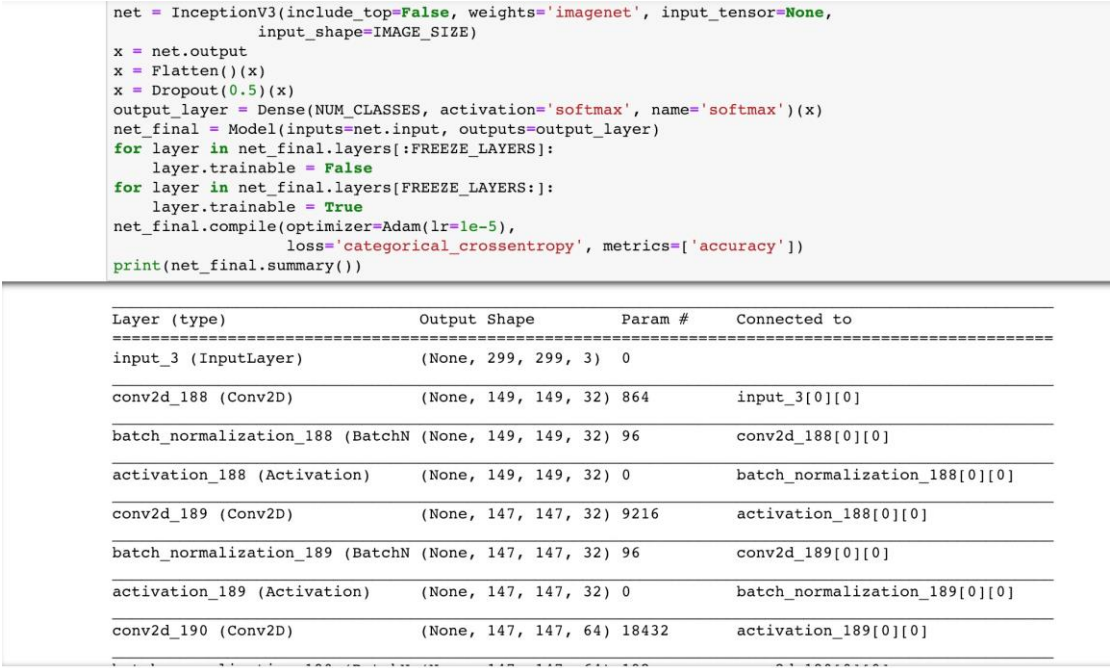 net = InceptionV3(include_top=False, weights='imagenet', input_tensor=None,
input_shape=IMAGE_SIZE)
x = net.output
x = Flatten()(x)
x = Dropout(0.5)(x)
output_layer = Dense(NUM_CLASSES, activation='softmax', name='softmax')(x)
net_final = Model(inputs=net.input, outputs=output_layer)
for layer in net_final.layers[:FREEZE_LAYERS]:
layer.trainable = False
for layer in net_final.layers[FREEZE_LAYERS:]:
layer.trainable = True
net_final.compile(optimizer=Adam(lr=1e-5),
loss='categorical_crossentropy', metrics=['accuracy'])
print(net_final.summary())
Layer (type) Output Shape Param # Connected to
input_3 (InputLayer) (None, 299, 299, 3) 0
conv2d_188 (Conv2D) (None, 149, 149, 32) 864 input_3[0][0]
batch_normalization_188 (BatchN (None, 149, 149, 32) 96 conv2d_188[0][0]
activation_188 (Activation) (None, 149, 149, 32) 0 batch_normalization_188[0][0]
conv2d_189 (Conv2D) (None, 147, 147, 32) 9216 activation_188[0][0]
batch_normalization_189 (BatchN (None, 147, 147, 32) 96 conv2d_189[0][0]
activation_189 (Activation) (None, 147, 147, 32) 0 batch_normalization_189[0][0]
conv2d_190 (Conv2D) (None, 147, 147, 64) 18432 activation_189[0][0]